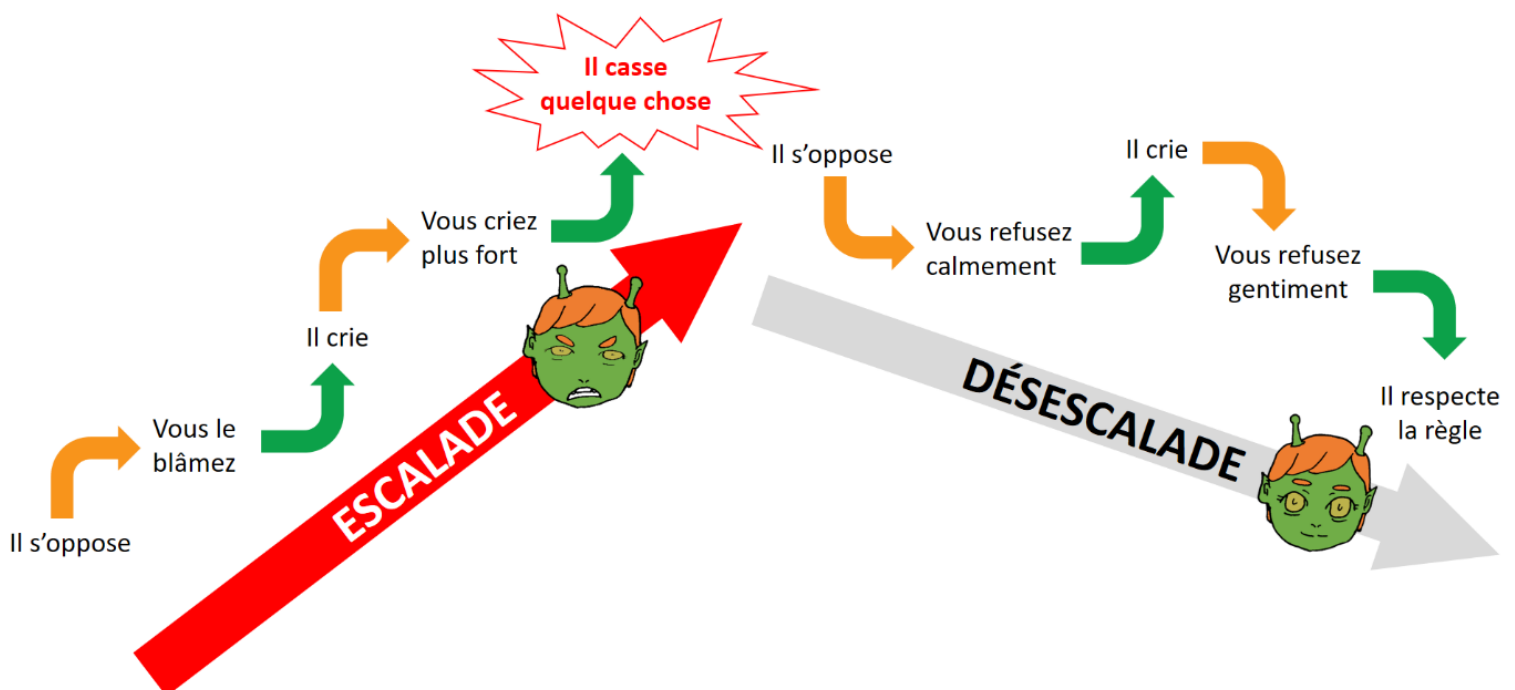 Il s'oppose
Vous le
blâmez
Il crie
Vous criez
plus fort
Il casse
quelque chose
ESCALADE
Il s'oppose
Vous refusez
calmement
Il crie
Vous refusez
gentiment
Il respecte
la règle
DÉSESCALADE